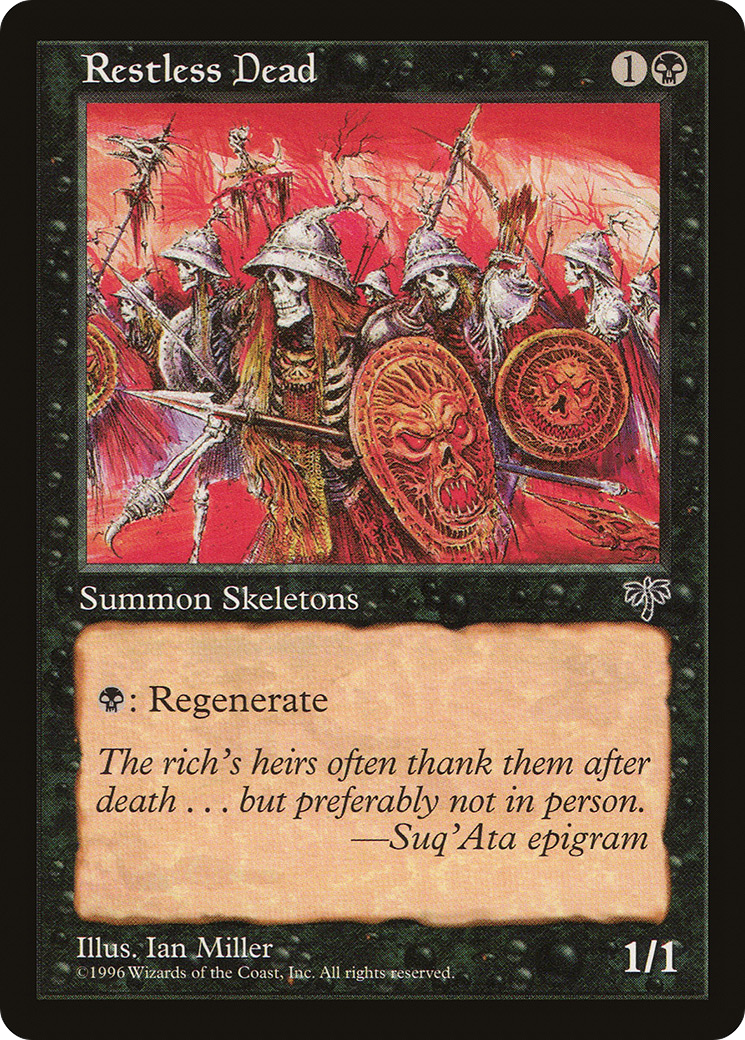 Restless Dead
1
Summon Skeletons
: Regenerate
The rich's heirs often thank them after
death . . . but preferably not in person.
—Suq'Ata epigram
Illus. Ian Miller
©1996 Wizards of the Coast, Inc. All rights reserved.
1/1